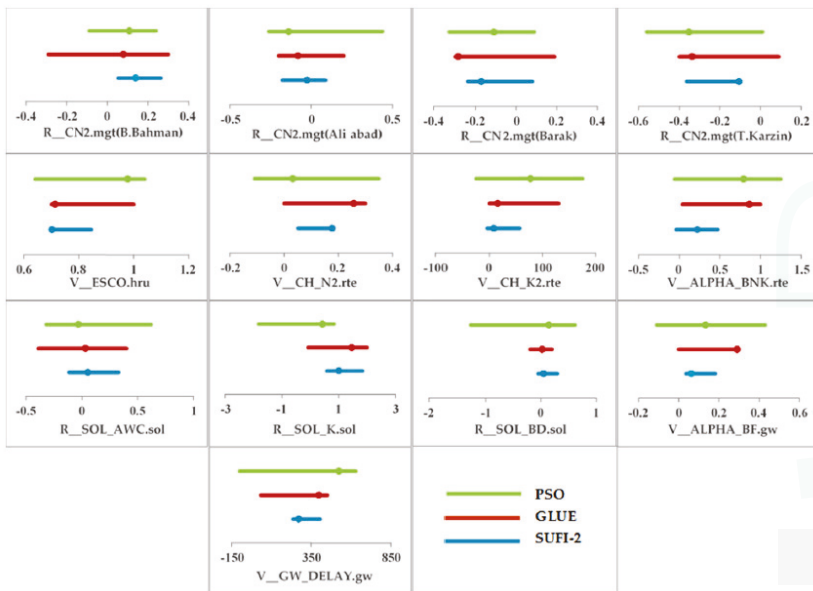 -0.4 -0.2 0 0.2 0.4
R__CN2.mgt(B.Bahman)
-0.5 0 0.5
R__CN2.mgt(Ali abad)
-0.4 -0.2 0 0.2 0.4
R__CN2.mgt(Barak)
-0.6 -0.4 -0.2 0 0.2
R__CN2.mgt(T.Karzin)
0.6 0.8 1 1.2
V__ESCO.hru
-0.2 0 0.2 0.4
V__CH_N2.rte
-100 0 100 200
V__CH_K2.rte
-0.5 0 0.5 1 1.5
V__ALPHA_BNK.rte
-0.5 0 0.5 1
R__SOL_AWC.sol
-3 -1 1 3
R__SOL_K.sol
-2 -1 0 1
R__SOL_BD.sol
-0.2 0 0.2 0.4 0.6
V__ALPHA_BF.gw
-150 350 850
V__GW_DELAY.gw
PSO
GLUE
SUFI-2